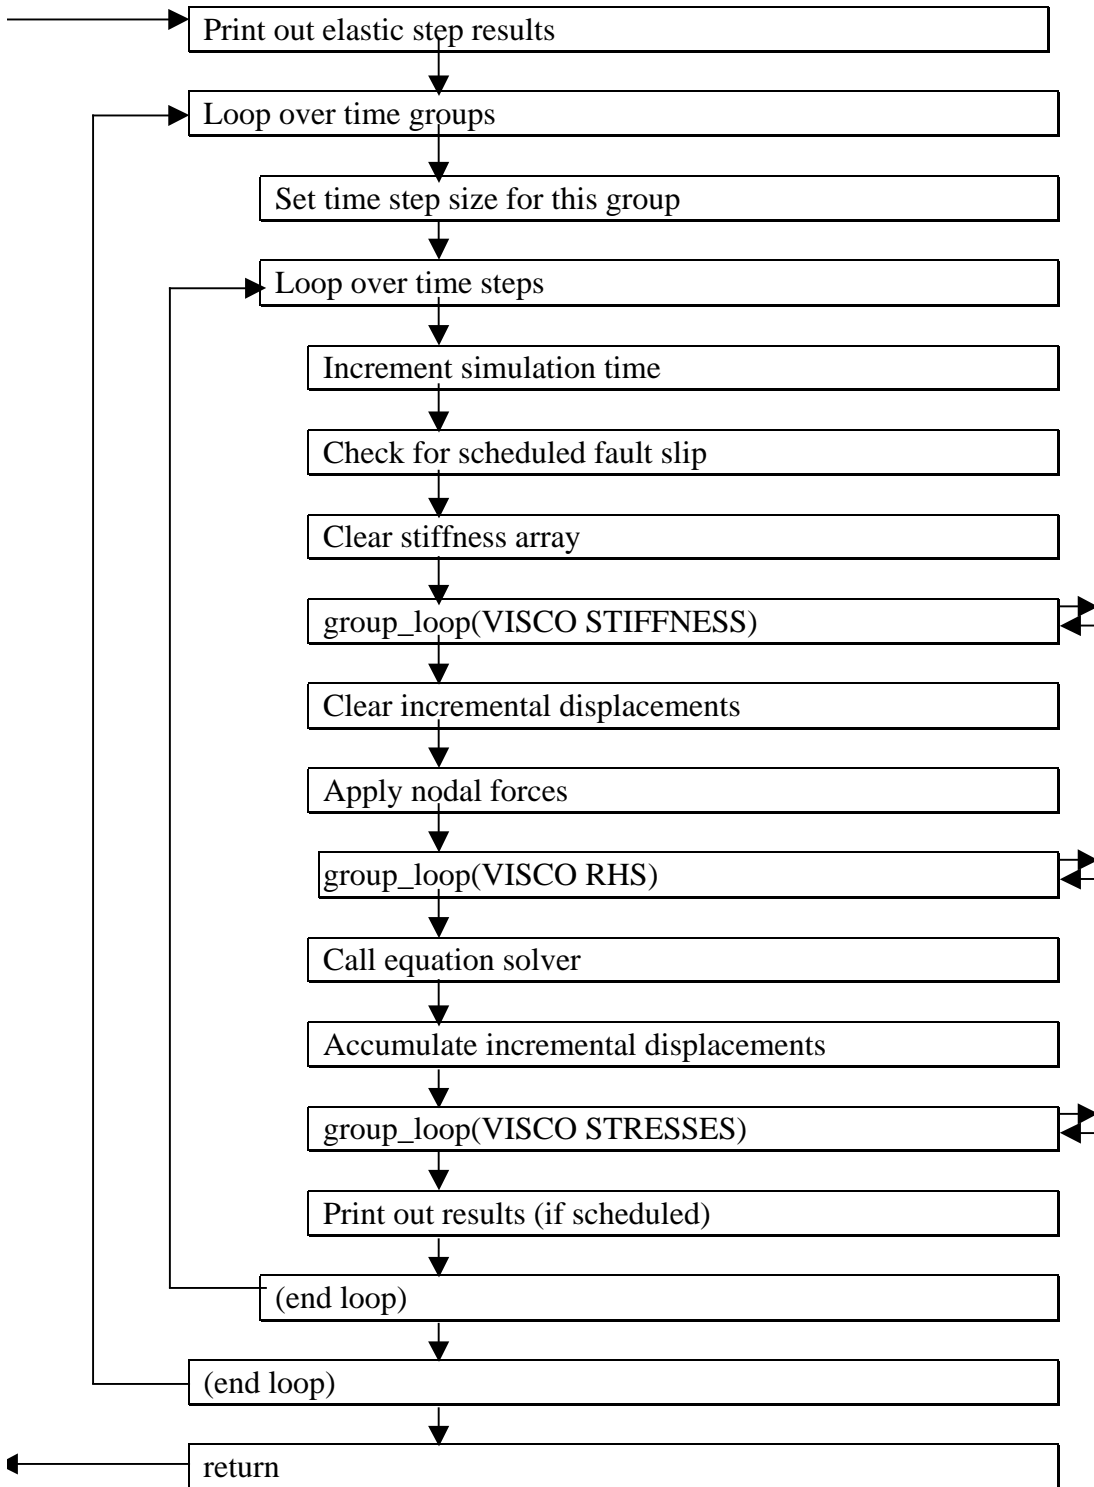 Print out elastic step results
Loop over time groups
Set time step size for this group
Loop over time steps
Increment simulation time
Check for scheduled fault slip
Clear stiffness array
group_loop(VISCO STIFFNESS)
Clear incremental displacements
Apply nodal forces
group_loop(VISCO RHS)
Call equation solver
Accumulate incremental displacements
group_loop(VISCO STRESSES)
Print out results (if scheduled)
(end loop)
(end loop)
return